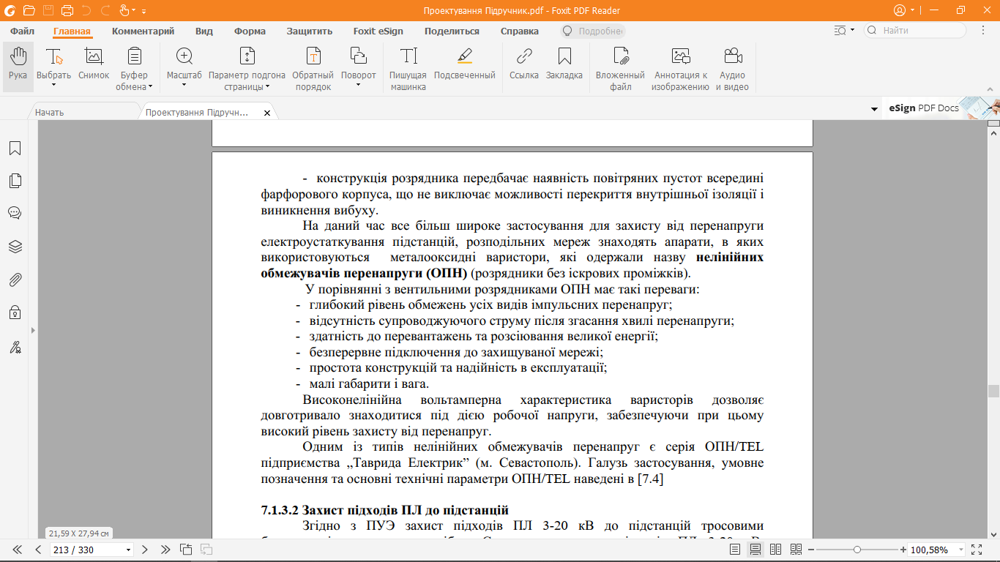 Проектування Підручник.pdf - Foxit PDF Reader
Файл Главная Комментарий Вид Форма Защитить Foxit eSign Поделиться Справка Подробнее Найти
Рука Выбрать Снимок Буфер обмена Масштаб Параметр подгона страницы Обратный порядок Поворот Пишущая машинка Подсвеченный Ссылка Закладка Вложенный файл Аннотация к изображению Аудио и видео
Начать Проектування Підручн... eSign PDF Docs
- конструкція розрядника передбачає наявність повітряних пустот всередині
фарфорового корпуса, що не виключає можливості перекриття внутрішньої ізоляції і
виникнення вибуху.
На даний час все більш широке застосування для захисту від перенапруги
електроустаткування підстанцій, розподільних мереж знаходять апарати, в яких
використовуються металооксидні варистори, які одержали назву нелінійних
обмежувачів перенапруги (ОПН) (розрядники без іскрових проміжків).
У порівнянні з вентильними розрядниками ОПН має такі переваги:
- глибокий рівень обмежень усіх видів імпульсних перенапруг;
- відсутність супроводжуючого струму після згасання хвилі перенапруги;
- здатність до перевантажень та розсіювання великої енергії;
- безперервне підключення до захищуваної мережі;
- простота конструкцій та надійність в експлуатації;
- малі габарити і вага.
Високонелінійна вольтамперна характеристика варисторів дозволяє
довготривало знаходитися під дією робочої напруги, забезпечуючи при цьому
високий рівень захисту від перенапруг.
Одним із типів нелінійних обмежувачів перенапруг є серія ОПН/TEL
підприємства „Таврида Електрик” (м. Севастополь). Галузь застосування, умовне
позначення та основні технічні параметри ОПН/TEL наведені в [7.4]
7.1.3.2 Захист підходів ПЛ до підстанцій
Згідно з ПУЭ захист підходів ПЛ 3-20 кВ до підстанцій тросовими
21,59 X 27,94 см
213 / 330 100,58%